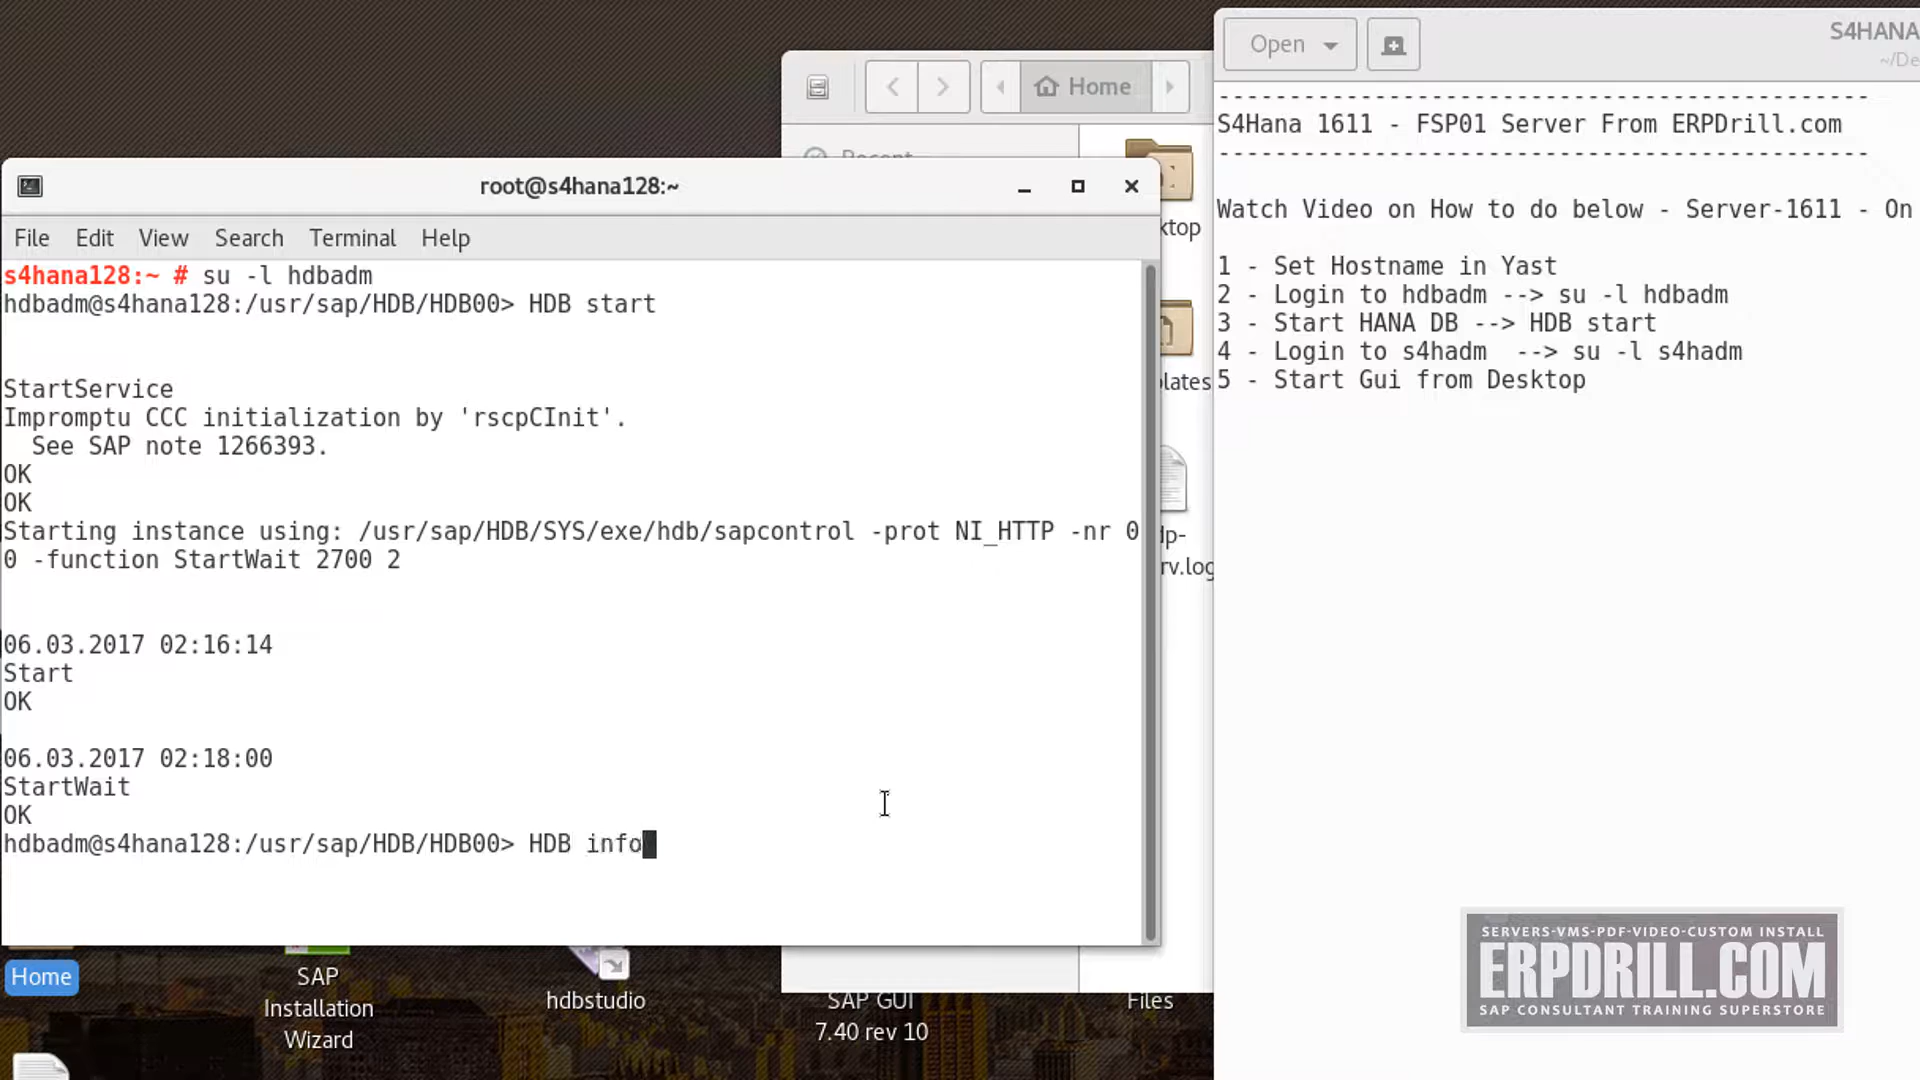 root@s4hana128:~
File Edit View Search Terminal Help
s4hana128:~ # su -l hdbadm
hdbadm@s4hana128:/usr/sap/HDB/HDB00> HDB start
StartService
Impromptu CCC initialization by 'rscpCInit'.
See SAP note 1266393.
OK
OK
Starting instance using: /usr/sap/HDB/SYS/exe/hdb/sapcontrol -prot NI_HTTP -nr 0
0 -function StartWait 2700 2
06.03.2017 02:16:14
Start
OK
06.03.2017 02:18:00
StartWait
OK
hdbadm@s4hana128:/usr/sap/HDB/HDB00> HDB info
Home
Recent
ktop
plates
dp-
rv.log
Open
S4HANA
~/De
---------------------------------------------
S4Hana 1611 - FSP01 Server From ERPDrill.com
---------------------------------------------
Watch Video on How to do below - Server-1611 - On
1 - Set Hostname in Yast
2 - Login to hdbadm --> su -l hdbadm
3 - Start HANA DB --> HDB start
4 - Login to s4hadm --> su -l s4hadm
5 - Start Gui from Desktop
Home
SAP
Installation
Wizard
hdbstudio
SAP GUI
7.40 rev 10
Files
SERVERS-VMS-PDF-VIDEO-CUSTOM INSTALL
ERPDRILL.COM
SAP CONSULTANT TRAINING SUPERSTORE